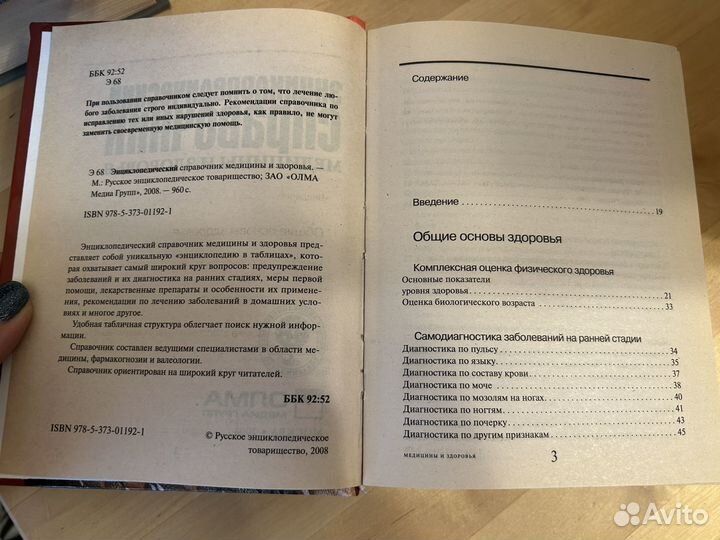 ББК 92:52
Э 68
При пользовании справочником следует помнить о том, что лечение лю-
бого заболевания строго индивидуально. Рекомендации справочника по
исправлению тех или иных нарушений здоровья, как правило, не могут
заменить своевременную медицинскую помощь.
Э 68 Энциклопедический справочник медицины и здоровья. —
М.: Русское энциклопедическое товарищество; ЗАО «ОЛМА
Медиа Групп», 2008. — 960 с.
ISBN 978-5-373-01192-1
Энциклопедический справочник медицины и здоровья пред-
ставляет собой уникальную «энциклопедию в таблицах», кото-
рая охватывает самый широкий круг вопросов: предупреждение
заболеваний и их диагностика на ранних стадиях, меры первой
помощи, лекарственные препараты и особенности их примене-
ния, рекомендации по лечению заболеваний в домашних усло-
виях и многое другое.
Удобная табличная структура облегчает поиск нужной инфор-
мации.
Справочник составлен ведущими специалистами в области ме-
дицины, фармакогнозии и валеологии.
Справочник ориентирован на широкий круг читателей.
ББК 92:52
ISBN 978-5-373-01192-1
© Русское энциклопедическое
товарищество, 2008
Содержание
Введение 19
Общие основы здоровья
Комплексная оценка физического здоровья
Основные показатели
уровня здоровья 21
Оценка биологического возраста 33
Самодиагностика заболеваний на ранней стадии
Диагностика по пульсу 34
Диагностика по языку 35
Диагностика по составу крови 37
Диагностика по моче 38
Диагностика по мозолям на ногах 40
Диагностика по ногтям 41
Диагностика по почерку 43
Диагностика по другим признакам 45
МЕДИЦИНЫ И ЗДОРОВЬЯ 3
Avito